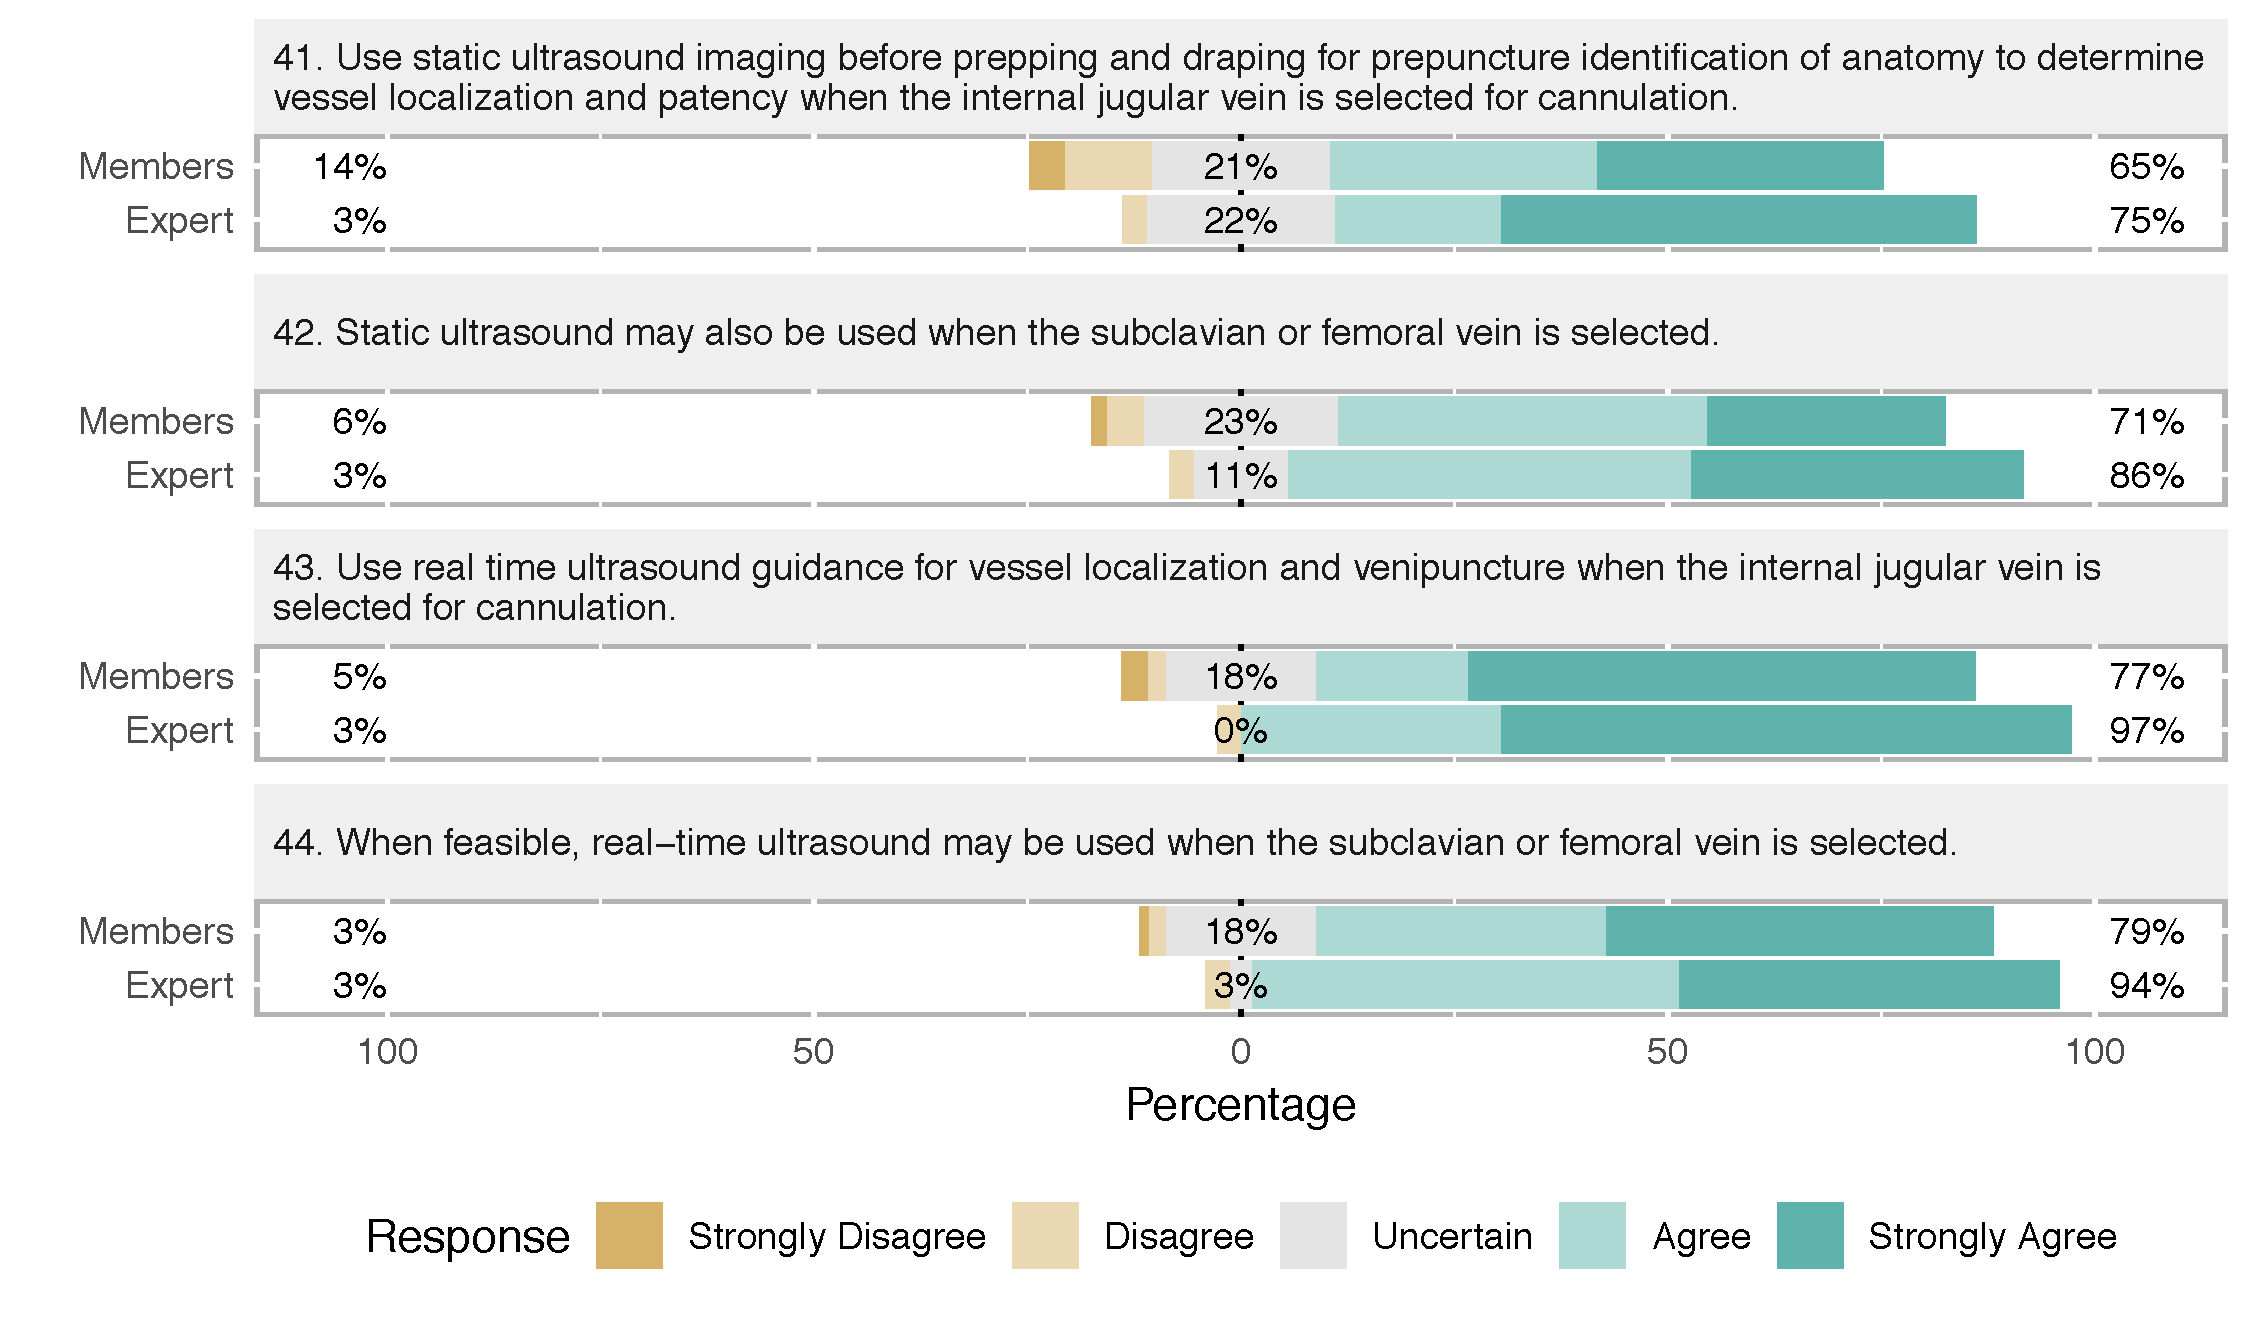 41. Use static ultrasound imaging before prepping and draping for prepuncture identification of anatomy to determine
vessel localization and patency when the internal jugular vein is selected for cannulation.
Members 14% 21% 65%
Expert 3% 22% 75%
42. Static ultrasound may also be used when the subclavian or femoral vein is selected.
Members 6% 23% 71%
Expert 3% 11% 86%
43. Use real time ultrasound guidance for vessel localization and venipuncture when the internal jugular vein is
selected for cannulation.
Members 5% 18% 77%
Expert 3% 0% 97%
44. When feasible, real–time ultrasound may be used when the subclavian or femoral vein is selected.
Members 3% 18% 79%
Expert 3% 3% 94%
100 50 0 50 100
Percentage
Response Strongly Disagree Disagree Uncertain Agree Strongly Agree